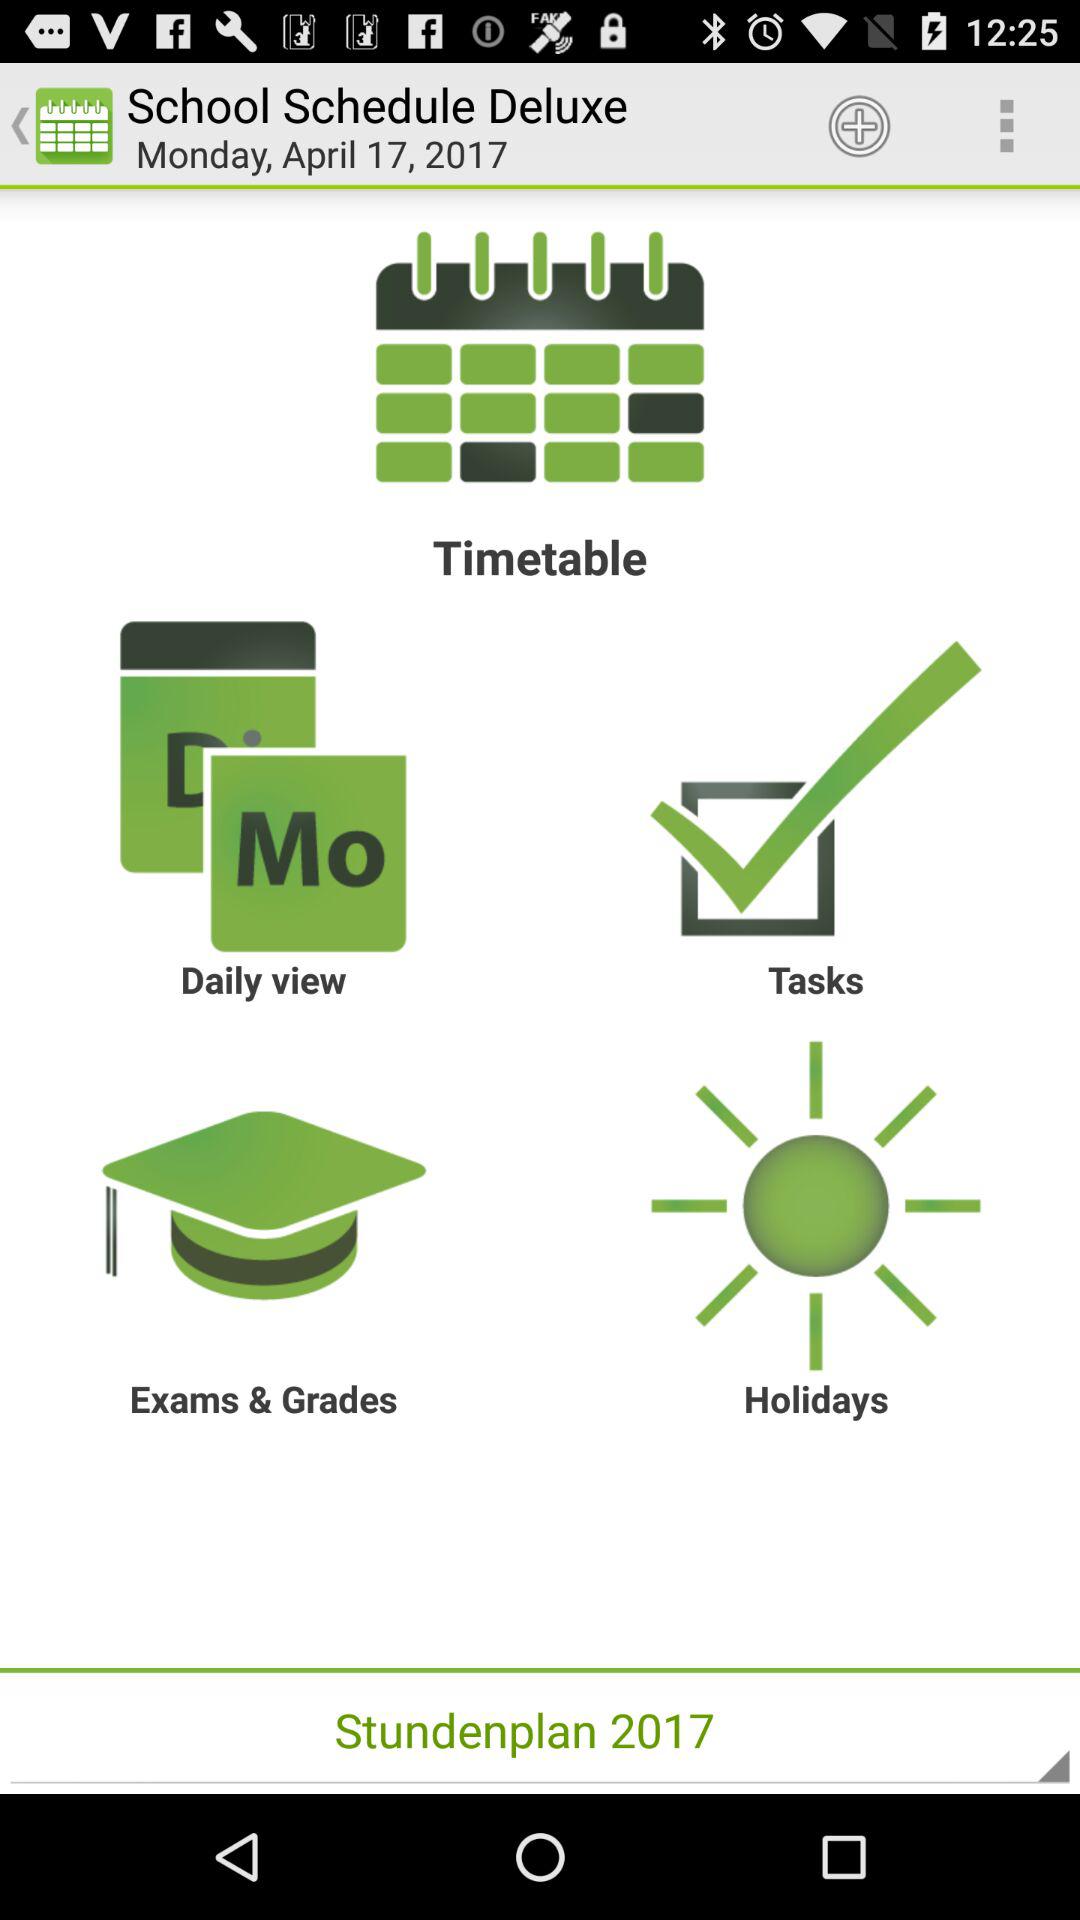 FAKE
12:25
School Schedule Deluxe
Monday, April 17, 2017
Timetable
Di
Mo
Daily view
Tasks
Exams & Grades
Holidays
Stundenplan 2017